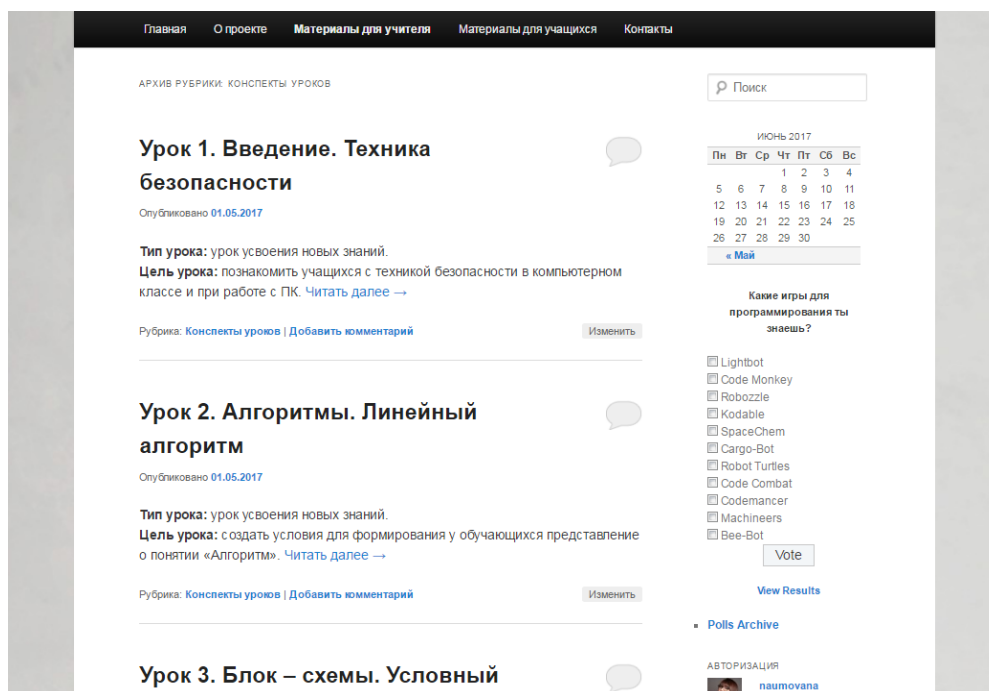 Главная О проекте Материалы для учителя Материалы для учащихся Контакты
АРХИВ РУБРИКИ: КОНСПЕКТЫ УРОКОВ
Урок 1. Введение. Техника
безопасности
Опубликовано 01.05.2017
Тип урока: урок усвоения новых знаний.
Цель урока: познакомить учащихся с техникой безопасности в компьютерном
классе и при работе с ПК. Читать далее →
Рубрика: Конспекты уроков | Добавить комментарий Изменить
Урок 2. Алгоритмы. Линейный
алгоритм
Опубликовано 01.05.2017
Тип урока: урок усвоения новых знаний.
Цель урока: создать условия для формирования у обучающихся представление
о понятии «Алгоритм». Читать далее →
Рубрика: Конспекты уроков | Добавить комментарий Изменить
Урок 3. Блок – схемы. Условный
Поиск
ИЮНЬ 2017
Пн Вт Ср Чт Пт Сб Вс
1 2 3 4
5 6 7 8 9 10 11
12 13 14 15 16 17 18
19 20 21 22 23 24 25
26 27 28 29 30
« Май
Какие игры для
программирования ты
знаешь?
Lightbot
Code Monkey
Robozzle
Kodable
SpaceChem
Cargo-Bot
Robot Turtles
Code Combat
Codemancer
Machineers
Bee-Bot
Vote
View Results
Polls Archive
АВТОРИЗАЦИЯ
naumovana